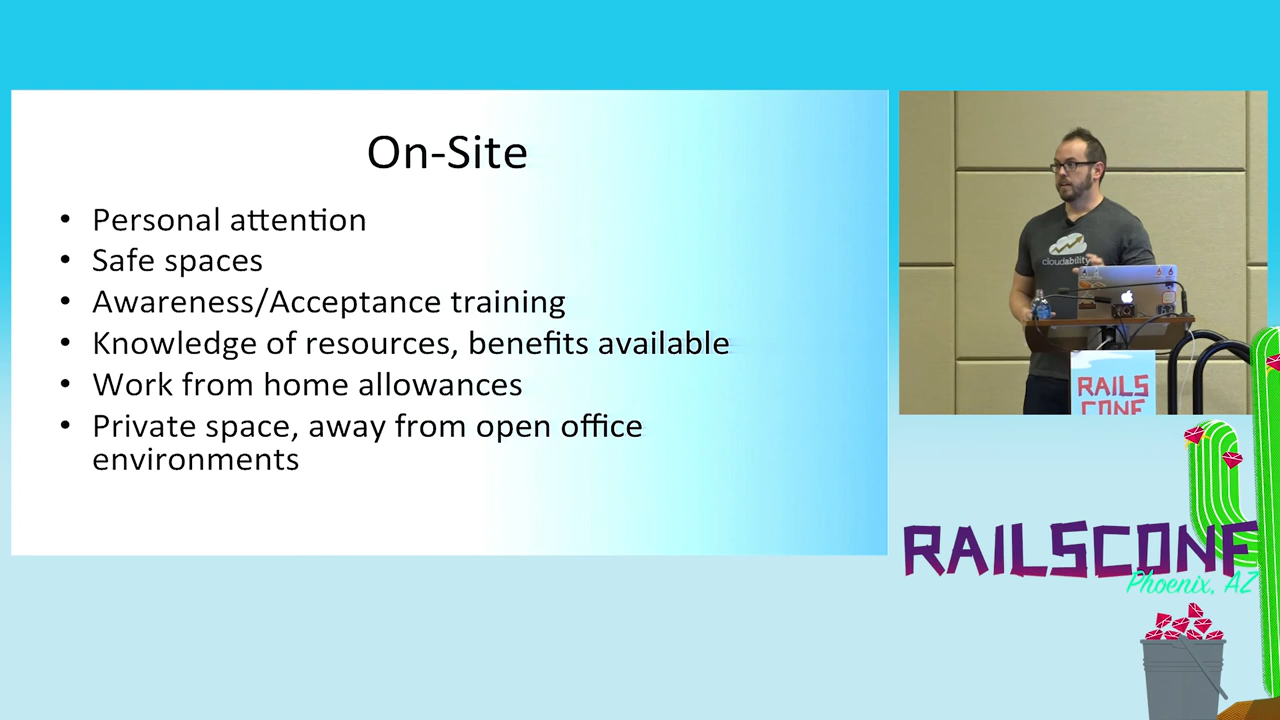 On-Site
• Personal attention
• Safe spaces
• Awareness/Acceptance training
• Knowledge of resources, benefits available
• Work from home allowances
• Private space, away from open office
environments
cloudability
RAILS
CONF
RAILSCONF
Phoenix, AZ